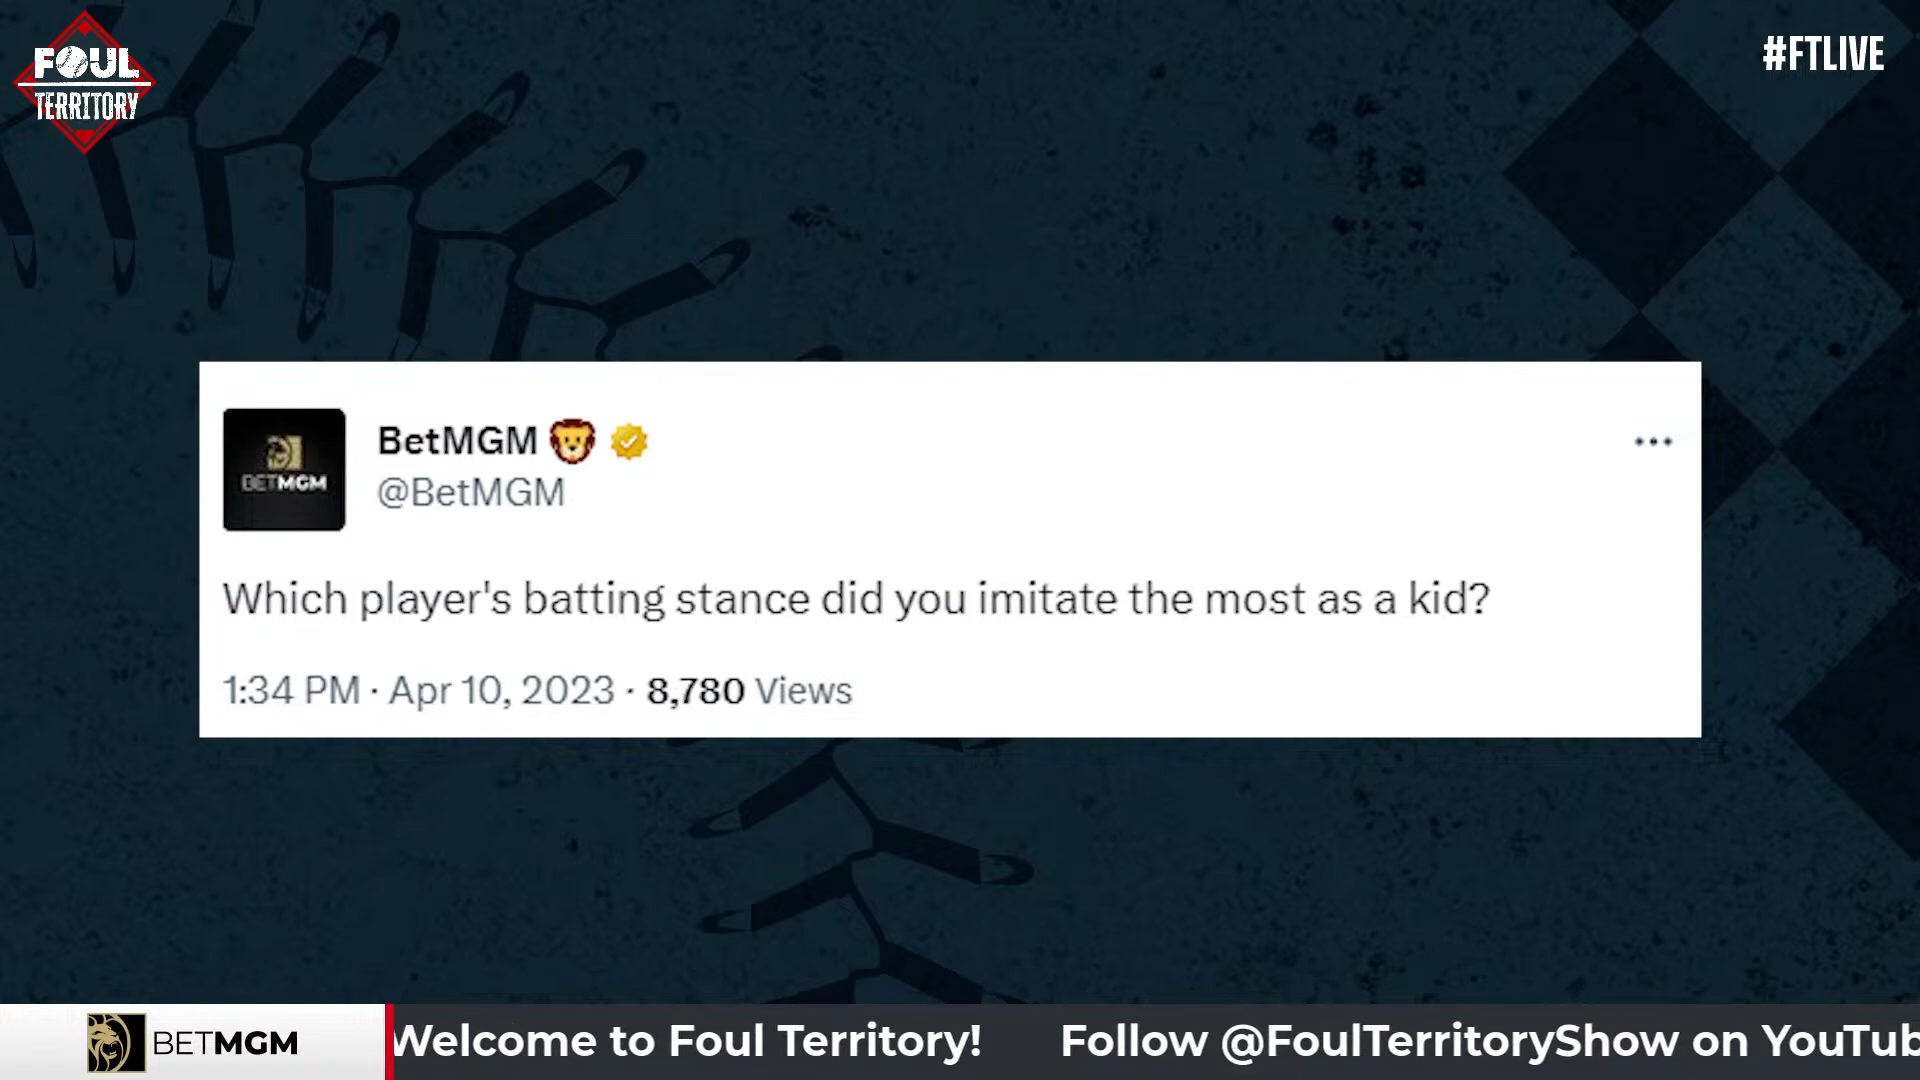 FOUL
TERRITORY
#FTLIVE
BetMGM
@BetMGM
BETMGM
Which player's batting stance did you imitate the most as a kid?
1:34 PM · Apr 10, 2023 · 8,780 Views
BETMGM
Welcome to Foul Territory! Follow @FoulTerritoryShow on YouTub